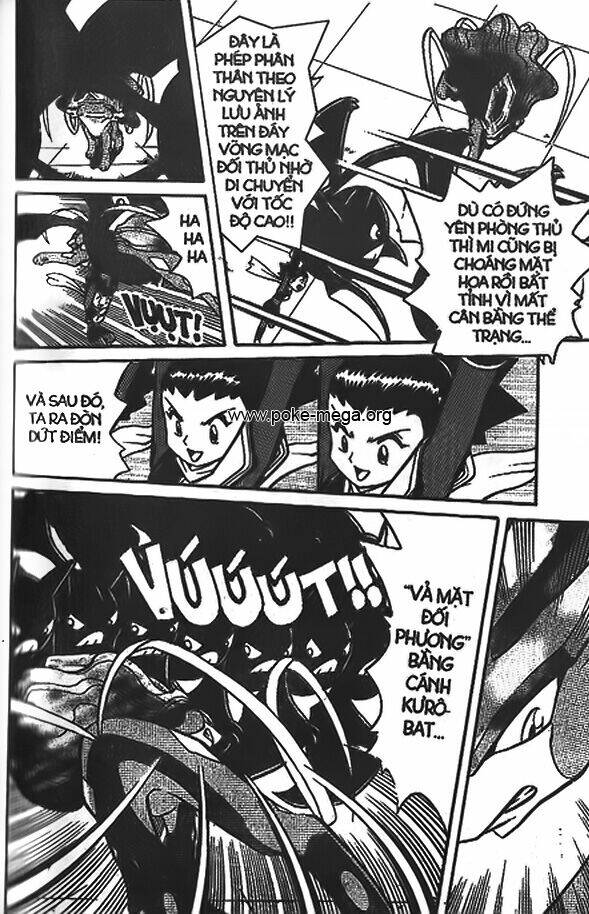 ĐÂY LÀ
PHÉP PHÂN
THÂN THEO
NGUYÊN LÝ
LƯU ẢNH
TRÊN ĐÁY
VÕNG MẠC
ĐỐI THỦ NHỜ
DI CHUYỂN
VỚI TỐC
ĐỘ CAO!!
DÙ CÓ ĐỨNG
YÊN PHÒNG THỦ
THÌ MI CŨNG BỊ
CHOÁNG MẶT
HOA RỒI BẤT
TỈNH VÌ MẤT
CÂN BẰNG THỂ
TRẠNG...
HA
HA
HA
VỤỤT!
VÀ SAU ĐÓ,
TA RA ĐÒN
DỨT ĐIỂM!
www.poke-mega.org
VÚÚÚT!!
"VẢ MẶT
ĐỐI
PHƯƠNG"
BẰNG
CÁNH
KƯRÔ-
BAT...